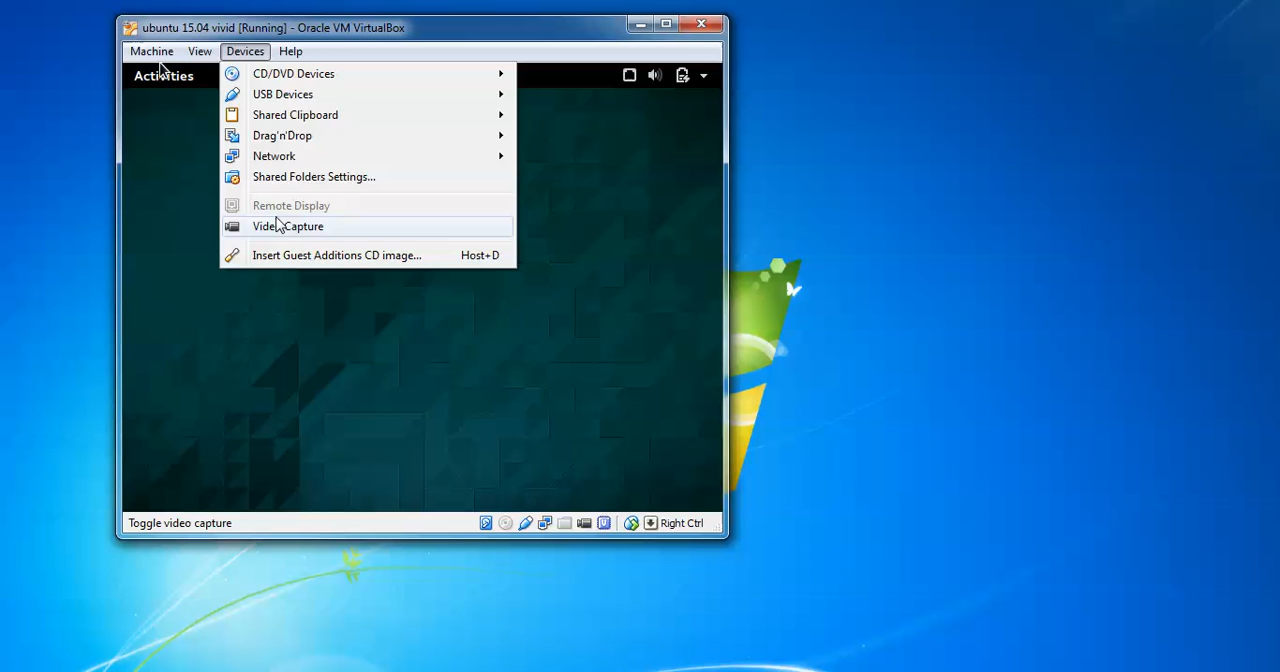 ubuntu 15.04 vivid [Running] - Oracle VM VirtualBox
Machine View Devices Help
Activities
CD/DVD Devices
USB Devices
Shared Clipboard
Drag'n'Drop
Network
Shared Folders Settings...
Remote Display
Video Capture
Insert Guest Additions CD image... Host+D
Toggle video capture
Right Ctrl